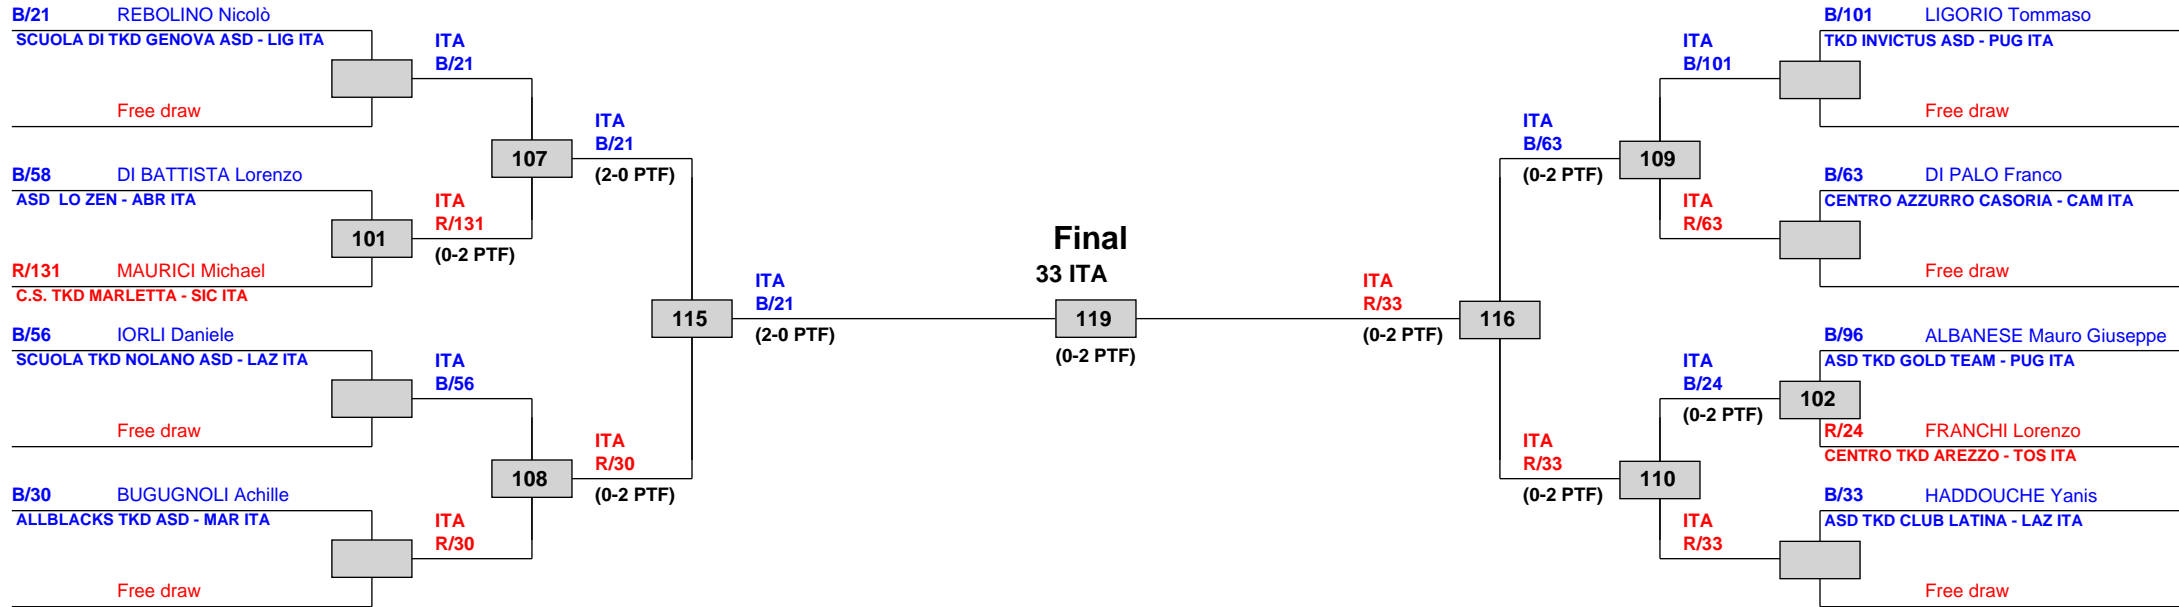 B/21 REBOLINO Nicolò
SCUOLA DI TKD GENOVA ASD - LIG ITA
Free draw
ITA
B/21
B/58 DI BATTISTA Lorenzo
ASD  LO ZEN - ABR ITA
101
R/131 MAURICI Michael
C.S. TKD MARLETTA - SIC ITA
ITA
R/131
(0-2 PTF)
107
ITA
B/21
(2-0 PTF)
B/56 IORLI Daniele
SCUOLA TKD NOLANO ASD - LAZ ITA
Free draw
ITA
B/56
B/30 BUGUGNOLI Achille
ALLBLACKS TKD ASD - MAR ITA
Free draw
ITA
R/30
108
ITA
R/30
(0-2 PTF)
115
ITA
B/21
(2-0 PTF)
Final
33 ITA
119
(0-2 PTF)
ITA
R/33
(0-2 PTF)
116
ITA
B/63
(0-2 PTF)
109
ITA
B/101
B/101 LIGORIO Tommaso
TKD INVICTUS ASD - PUG ITA
Free draw
ITA
R/63
B/63 DI PALO Franco
CENTRO AZZURRO CASORIA - CAM ITA
Free draw
ITA
R/33
(0-2 PTF)
110
ITA
B/24
(0-2 PTF)
102
B/96 ALBANESE Mauro Giuseppe
ASD TKD GOLD TEAM - PUG ITA
R/24 FRANCHI Lorenzo
CENTRO TKD AREZZO - TOS ITA
ITA
R/33
B/33 HADDOUCHE Yanis
ASD TKD CLUB LATINA - LAZ ITA
Free draw